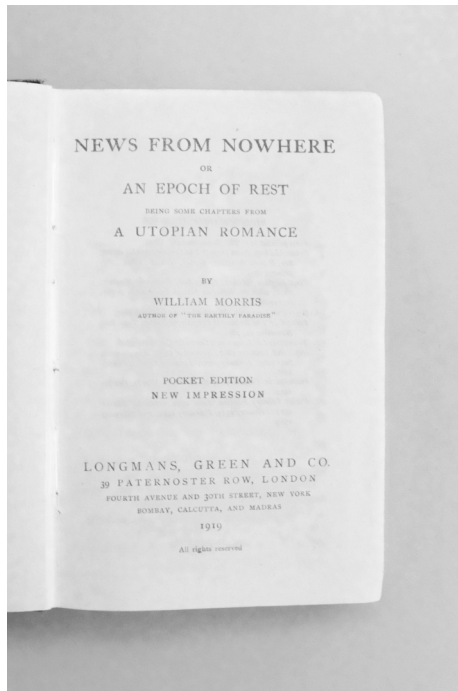 NEWS FROM NOWHERE
OR
AN EPOCH OF REST
BEING SOME CHAPTERS FROM
A UTOPIAN ROMANCE
BY
WILLIAM MORRIS
AUTHOR OF "THE EARTHLY PARADISE"
POCKET EDITION
NEW IMPRESSION
LONGMANS, GREEN AND CO.
39 PATERNOSTER ROW, LONDON
FOURTH AVENUE AND 30TH STREET, NEW YORK
BOMBAY, CALCUTTA, AND MADRAS
1919
All rights reserved